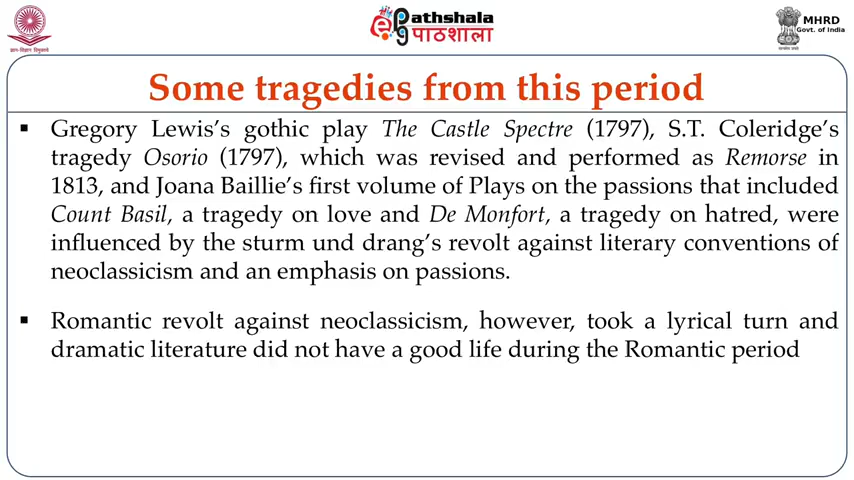 ePathshala
पाठशाला
MHRD
Govt. of India
Some tragedies from this period
▪ Gregory Lewis's gothic play The Castle Spectre (1797), S.T. Coleridge's
tragedy Osorio (1797), which was revised and performed as Remorse in
1813, and Joana Baillie's first volume of Plays on the passions that included
Count Basil, a tragedy on love and De Monfort, a tragedy on hatred, were
influenced by the sturm und drang's revolt against literary conventions of
neoclassicism and an emphasis on passions.
▪ Romantic revolt against neoclassicism, however, took a lyrical turn and
dramatic literature did not have a good life during the Romantic period